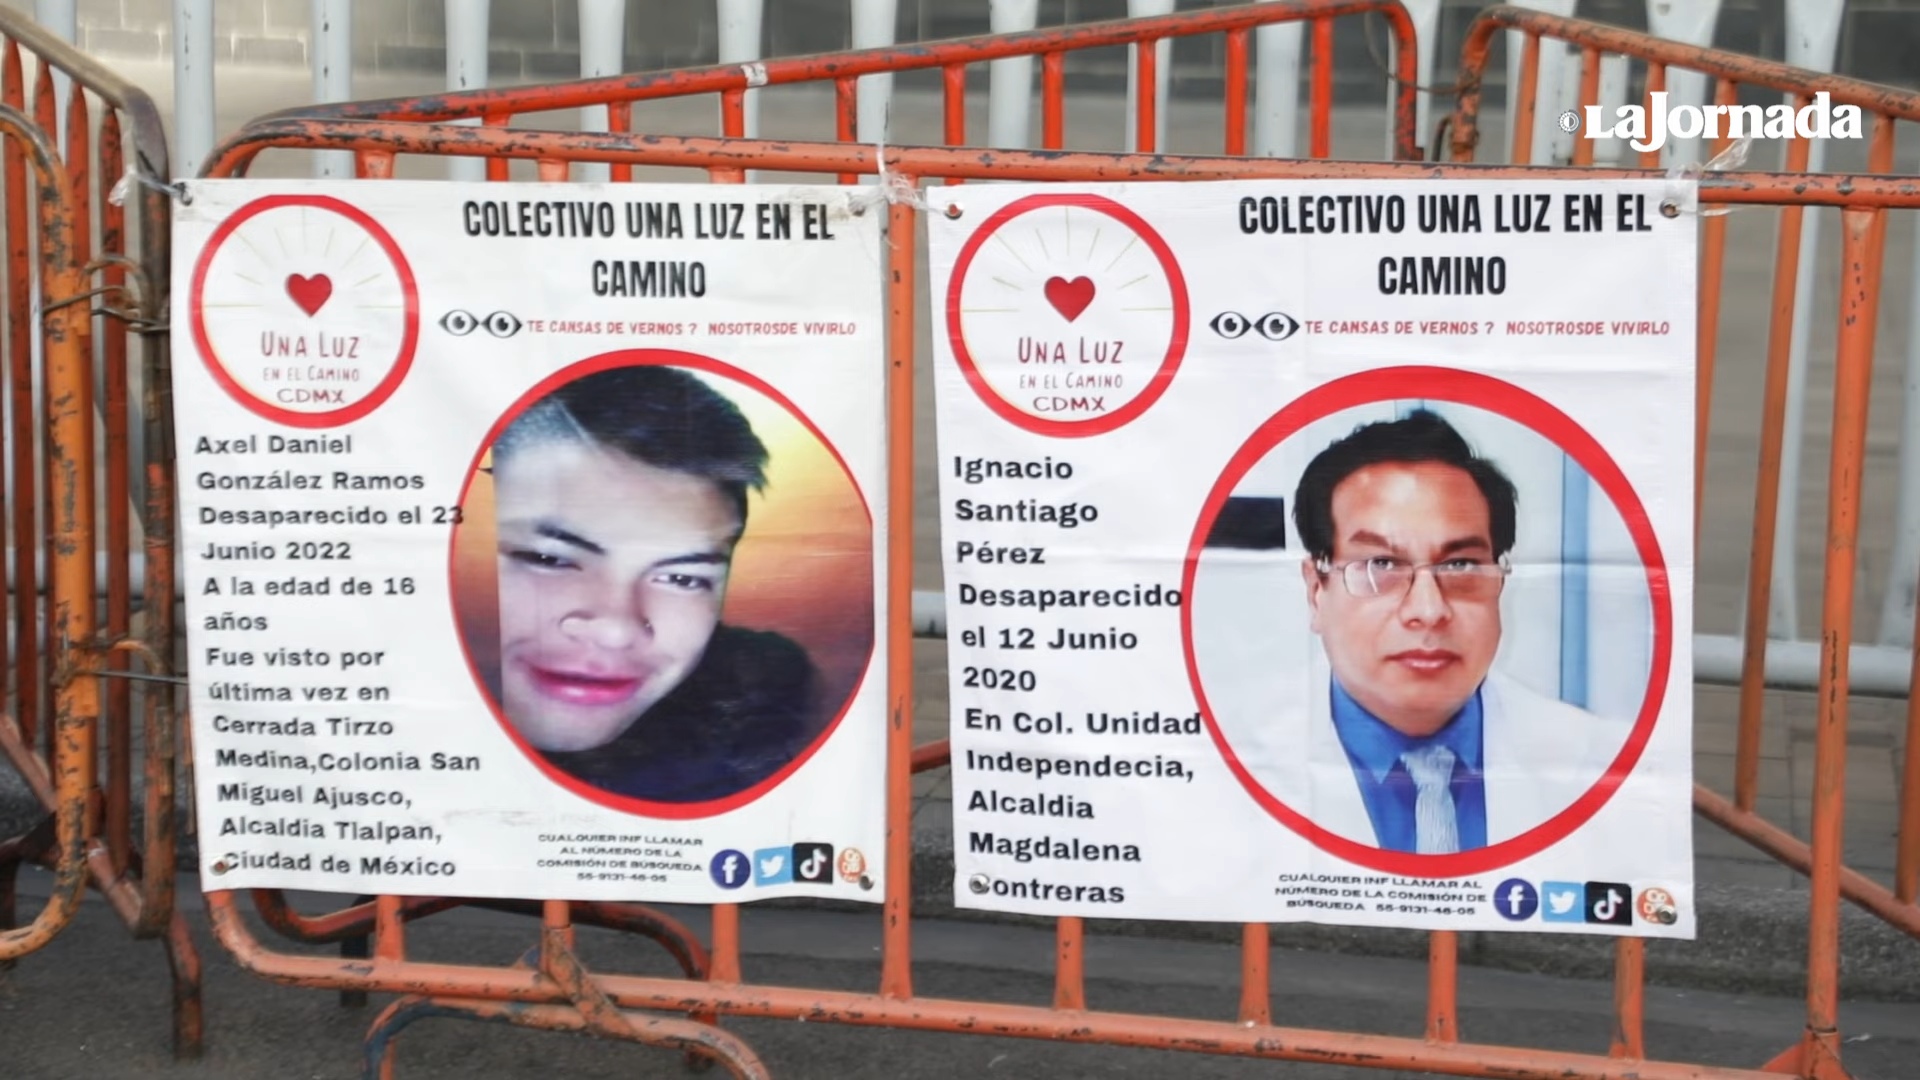 La Jornada
COLECTIVO UNA LUZ EN EL
CAMINO
TE CANSAS DE VERNOS ? NOSOTROSDE VIVIRLO
UNA LUZ
EN EL CAMINO
CDMX
Axel Daniel
González Ramos
Desaparecido el 23
Junio 2022
A la edad de 16
años
Fue visto por
última vez en
Cerrada Tirzo
Medina,Colonia San
Miguel Ajusco,
Alcaldia Tlalpan,
Ciudad de México
CUALQUIER INF LLAMAR
AL NÚMERO DE LA
COMISIÓN DE BÚSQUEDA
55-9131-46-05
COLECTIVO UNA LUZ EN EL
CAMINO
TE CANSAS DE VERNOS ? NOSOTROSDE VIVIRLO
UNA LUZ
EN EL CAMINO
CDMX
Ignacio
Santiago
Pérez
Desaparecido
el 12 Junio
2020
En Col. Unidad
Independecia,
Alcaldia
Magdalena
Contreras
CUALQUIER INF LLAMAR AL
NÚMERO DE LA COMISIÓN DE
BÚSQUEDA 55-9131-46-05